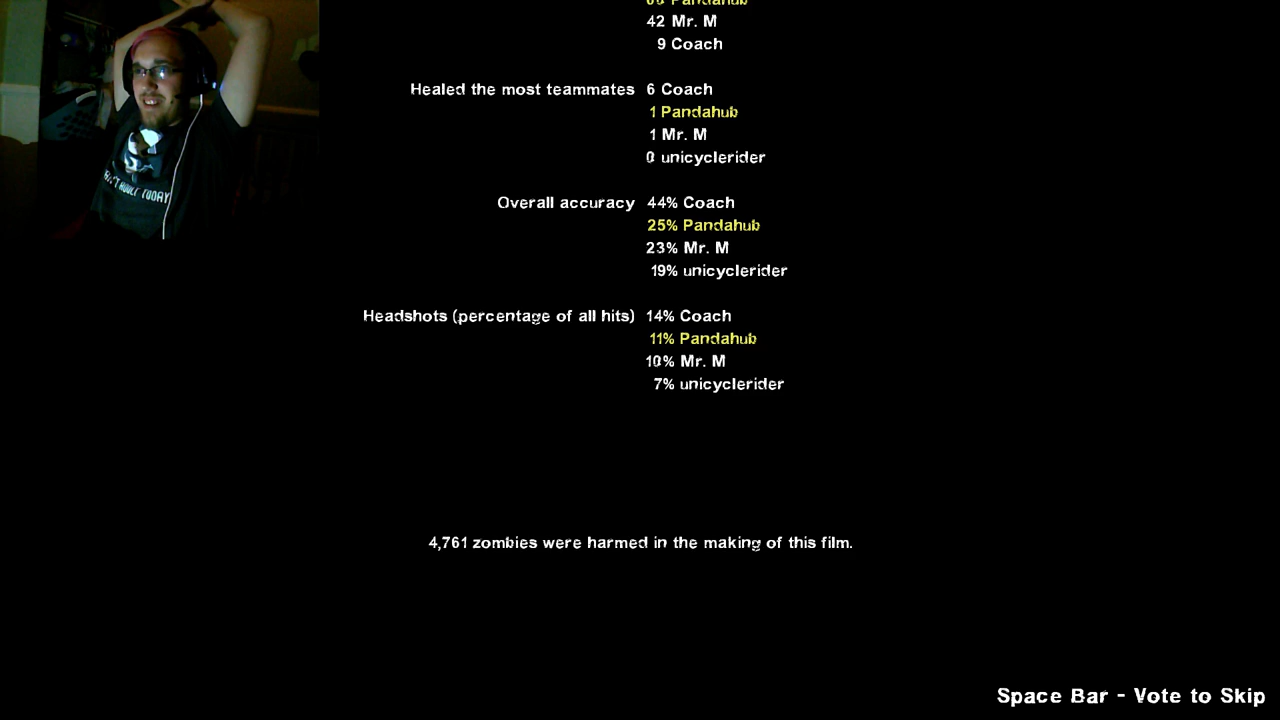 Pandahub
42 Mr. M
9 Coach
Healed the most teammates 6 Coach
1 Pandahub
1 Mr. M
0 unicyclerider
Overall accuracy 44% Coach
25% Pandahub
23% Mr. M
19% unicyclerider
Headshots (percentage of all hits) 14% Coach
11% Pandahub
10% Mr. M
7% unicyclerider
4,761 zombies were harmed in the making of this film.
Space Bar - Vote to Skip
TODAY